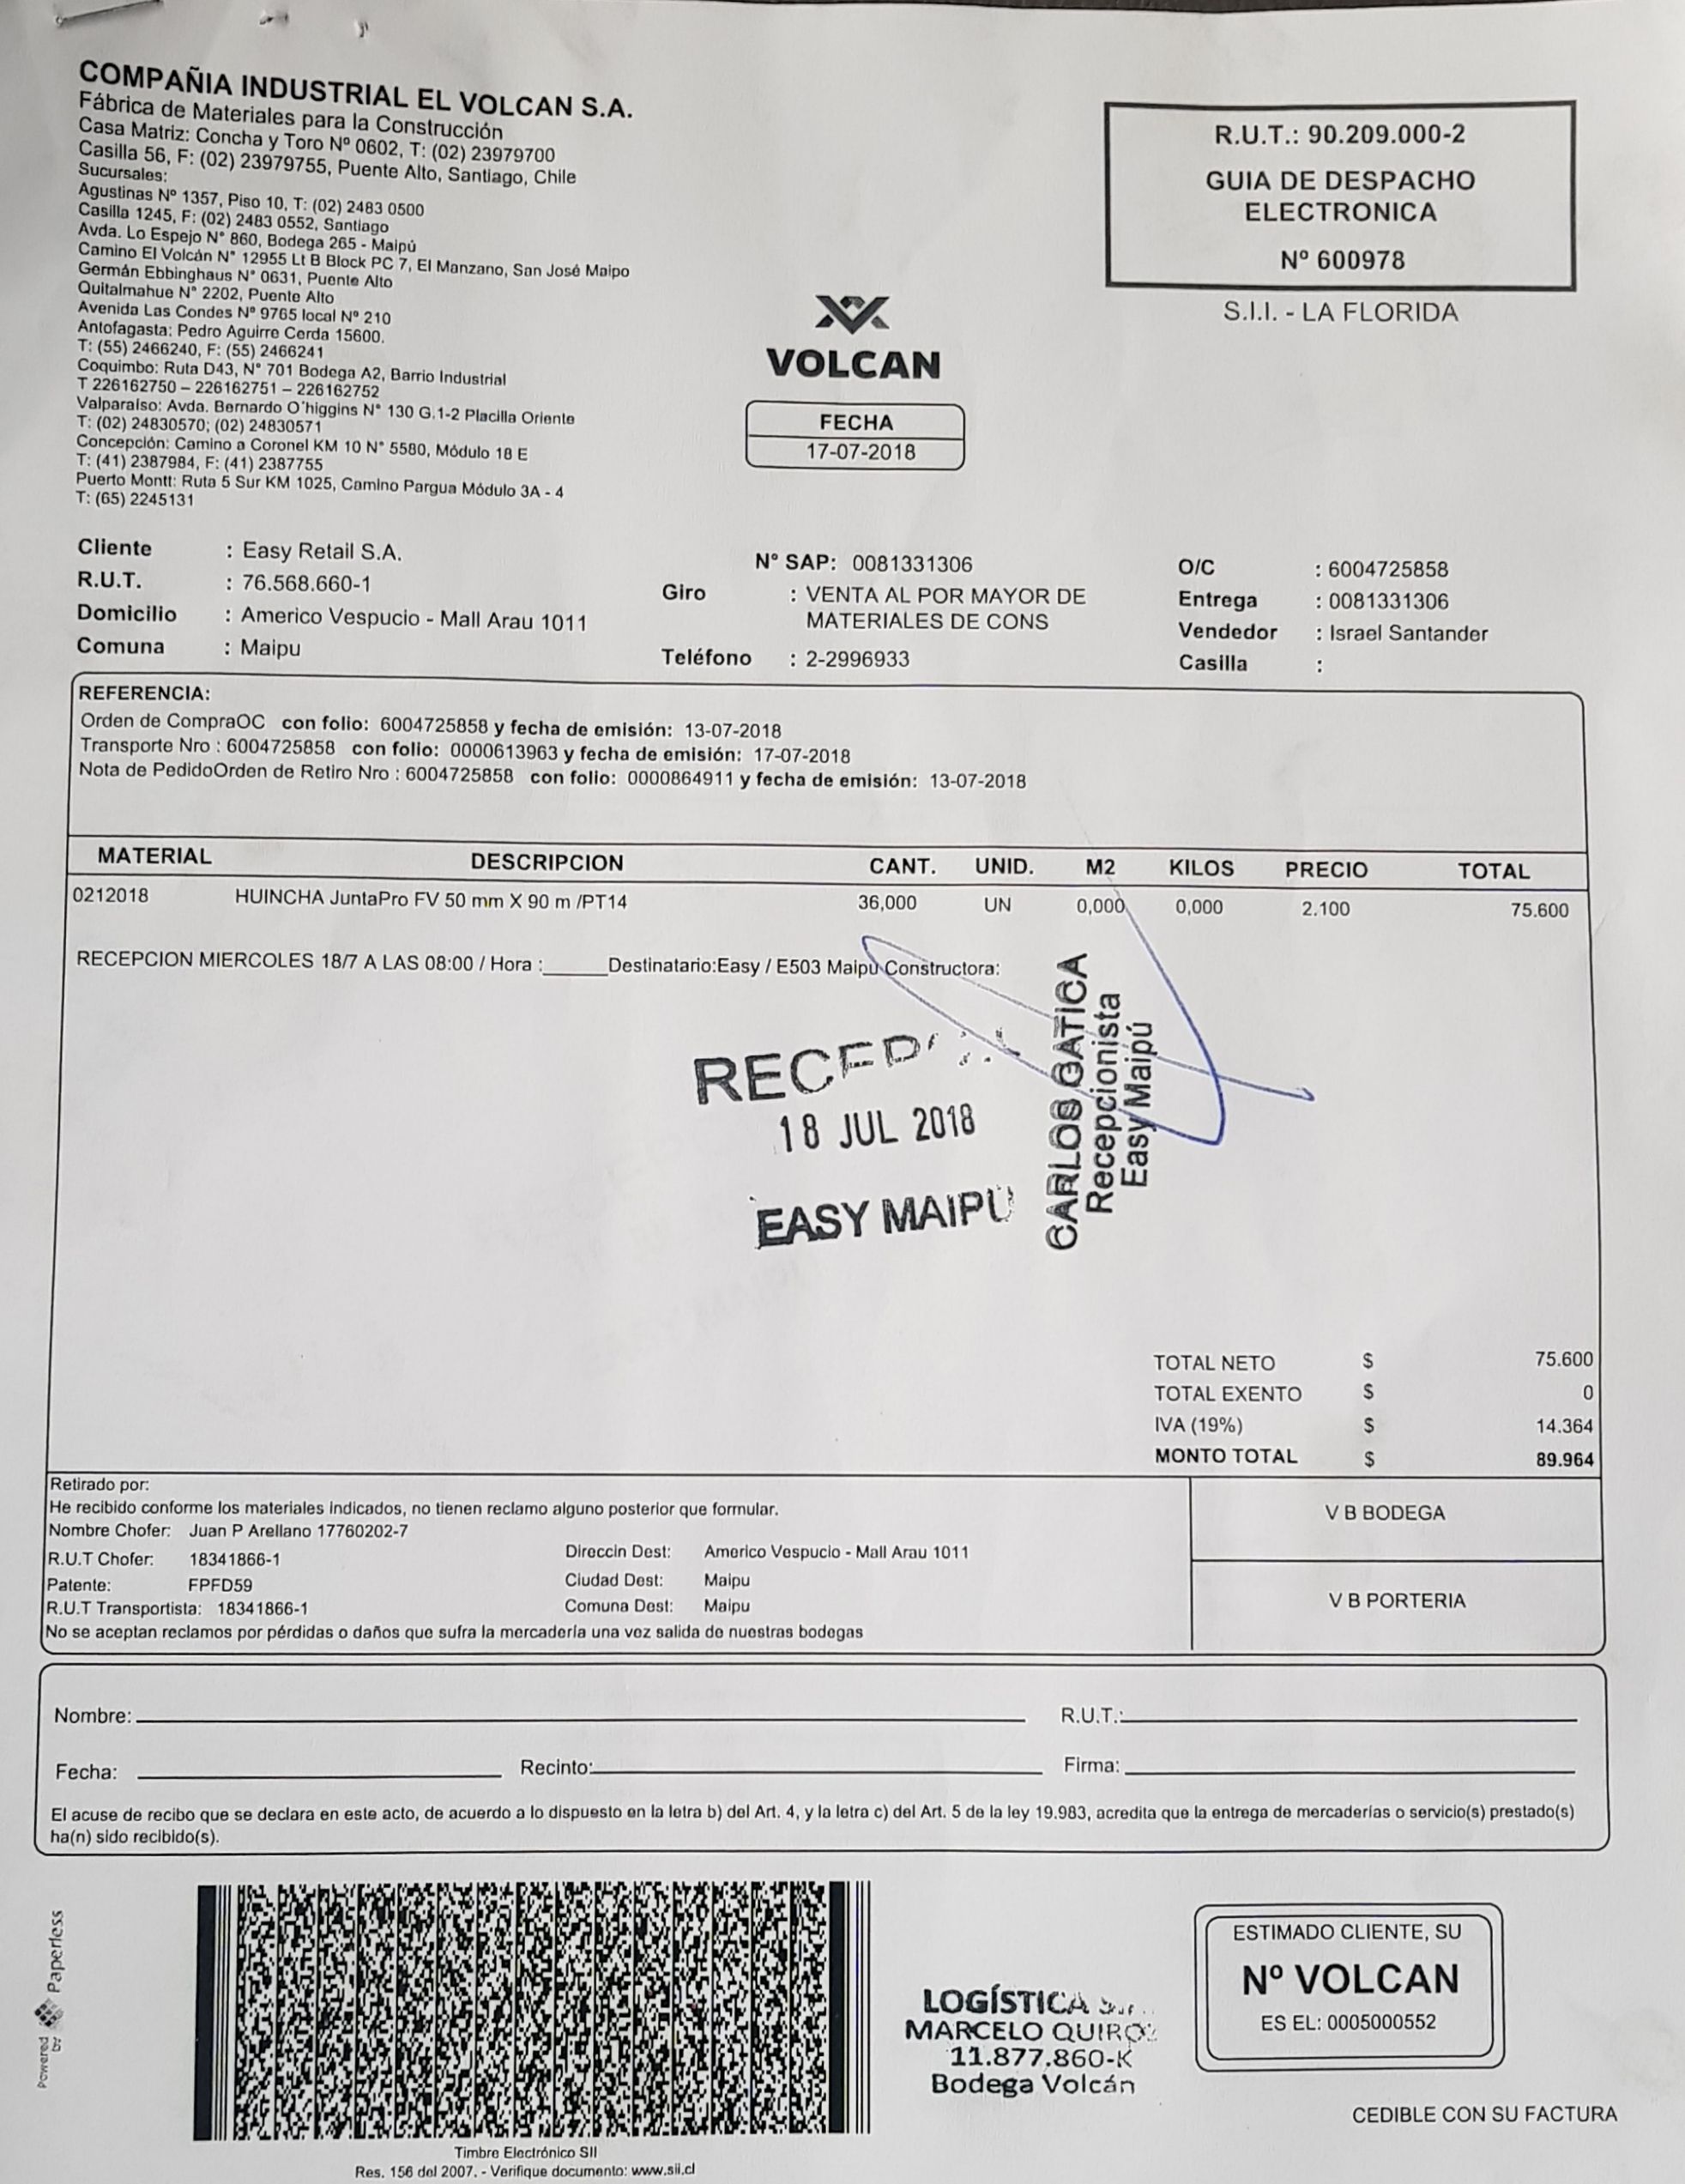 COMPAÑIA INDUSTRIAL EL VOLCAN S.A.
Fábrica de Materiales para la Construcción
Casa Matriz: Concha y Toro Nº 0602, T: (02) 23979700
Casilla 56, F: (02) 23979755, Puente Alto, Santiago, Chile
Sucursales:
Agustinas Nº 1357, Piso 10, T: (02) 2483 0500
Casilla 1245, F: (02) 2483 0552, Santiago
Avda. Lo Espejo N° 860, Bodega 265 - Maipú
Camino El Volcán N° 12955 Lt B Block PC 7, El Manzano, San José Maipo
Germán Ebbinghaus N° 0631, Puente Alto
Quitalmahue N° 2202, Puente Alto
Avenida Las Condes Nº 9765 local Nº 210
Antofagasta: Pedro Aguirre Cerda 15600.
T: (55) 2466240, F: (55) 2466241
Coquimbo: Ruta D43, N° 701 Bodega A2, Barrio Industrial
T 226162750 – 226162751 – 226162752
Valparaiso: Avda. Bernardo O'higgins N° 130 G.1-2 Placilla Oriente
T: (02) 24830570; (02) 24830571
Concepción: Camino a Coronel KM 10 N° 5580, Módulo 18 E
T: (41) 2387984, F: (41) 2387755
Puerto Montt: Ruta 5 Sur KM 1025, Camino Pargua Módulo 3A - 4
T: (65) 2245131
VOLCAN
FECHA
17-07-2018
R.U.T.: 90.209.000-2
GUIA DE DESPACHO
ELECTRONICA
Nº 600978
S.I.I. - LA FLORIDA
Cliente : Easy Retail S.A.
R.U.T. : 76.568.660-1
Domicilio : Americo Vespucio - Mall Arau 1011
Comuna : Maipu
N° SAP: 0081331306
Giro : VENTA AL POR MAYOR DE
MATERIALES DE CONS
Teléfono : 2-2996933
O/C : 6004725858
Entrega : 0081331306
Vendedor : Israel Santander
Casilla :
REFERENCIA:
Orden de CompraOC con folio: 6004725858 y fecha de emisión: 13-07-2018
Transporte Nro : 6004725858 con folio: 0000613963 y fecha de emisión: 17-07-2018
Nota de PedidoOrden de Retiro Nro : 6004725858 con folio: 0000864911 y fecha de emisión: 13-07-2018
MATERIAL DESCRIPCION CANT. UNID. M2 KILOS PRECIO TOTAL
0212018 HUINCHA JuntaPro FV 50 mm X 90 m /PT14 36,000 UN 0,000 0,000 2.100 75.600
RECEPCION MIERCOLES 18/7 A LAS 08:00 / Hora :______Destinatario:Easy / E503 Maipu Constructora:
18 JUL 2018
EASY MAIPU
CARLOS GATICA
Recepcionista
Easy Maipú
TOTAL NETO $ 75.600
TOTAL EXENTO $ 0
IVA (19%) $ 14.364
MONTO TOTAL $ 89.964
Retirado por:
He recibido conforme los materiales indicados, no tienen reclamo alguno posterior que formular.
Nombre Chofer: Juan P Arellano 17760202-7
R.U.T Chofer: 18341866-1
Patente: FPFD59
R.U.T Transportista: 18341866-1
Direccin Dest: Americo Vespucio - Mall Arau 1011
Ciudad Dest: Maipu
Comuna Dest: Maipu
No se aceptan reclamos por pérdidas o daños que sufra la mercadería una vez salida de nuestras bodegas
V B BODEGA
V B PORTERIA
Nombre: R.U.T.:
Fecha: Recinto: Firma:
El acuse de recibo que se declara en este acto, de acuerdo a lo dispuesto en la letra b) del Art. 4, y la letra c) del Art. 5 de la ley 19.983, acredita que la entrega de mercaderías o servicio(s) prestado(s)
ha(n) sido recibido(s).
Powered by Paperless
Timbre Electrónico SII
Res. 156 del 2007. - Verifique documento: www.sii.cl
LOGÍSTICA
MARCELO
11.877.860-K
Bodega Volcán
ESTIMADO CLIENTE, SU
Nº VOLCAN
ES EL: 0005000552
CEDIBLE CON SU FACTURA